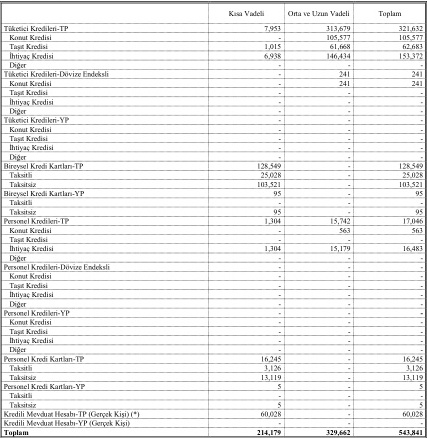 Kısa Vadeli Orta ve Uzun Vadeli Toplam
Tüketici Kredileri-TP 7,953 313,679 321,632
Konut Kredisi - 105,577 105,577
Taşıt Kredisi 1,015 61,668 62,683
İhtiyaç Kredisi 6,938 146,434 153,372
Diğer - - -
Tüketici Kredileri-Dövize Endeksli - 241 241
Konut Kredisi - 241 241
Taşıt Kredisi - - -
İhtiyaç Kredisi - - -
Diğer - - -
Tüketici Kredileri-YP - - -
Konut Kredisi - - -
Taşıt Kredisi - - -
İhtiyaç Kredisi - - -
Diğer - - -
Bireysel Kredi Kartları-TP 128,549 - 128,549
Taksitli 25,028 - 25,028
Taksitsiz 103,521 - 103,521
Bireysel Kredi Kartları-YP 95 - 95
Taksitli - - -
Taksitsiz 95 - 95
Personel Kredileri-TP 1,304 15,742 17,046
Konut Kredisi - 563 563
Taşıt Kredisi - - -
İhtiyaç Kredisi 1,304 15,179 16,483
Diğer - - -
Personel Kredileri-Dövize Endeksli - - -
Konut Kredisi - - -
Taşıt Kredisi - - -
İhtiyaç Kredisi - - -
Diğer - - -
Personel Kredileri-YP - - -
Konut Kredisi - - -
Taşıt Kredisi - - -
İhtiyaç Kredisi - - -
Diğer - - -
Personel Kredi Kartları-TP 16,245 - 16,245
Taksitli 3,126 - 3,126
Taksitsiz 13,119 - 13,119
Personel Kredi Kartları-YP 5 - 5
Taksitli - - -
Taksitsiz 5 - 5
Kredili Mevduat Hesabı-TP (Gerçek Kişi) (*) 60,028 - 60,028
Kredili Mevduat Hesabı-YP (Gerçek Kişi) - - -
Toplam 214,179 329,662 543,841